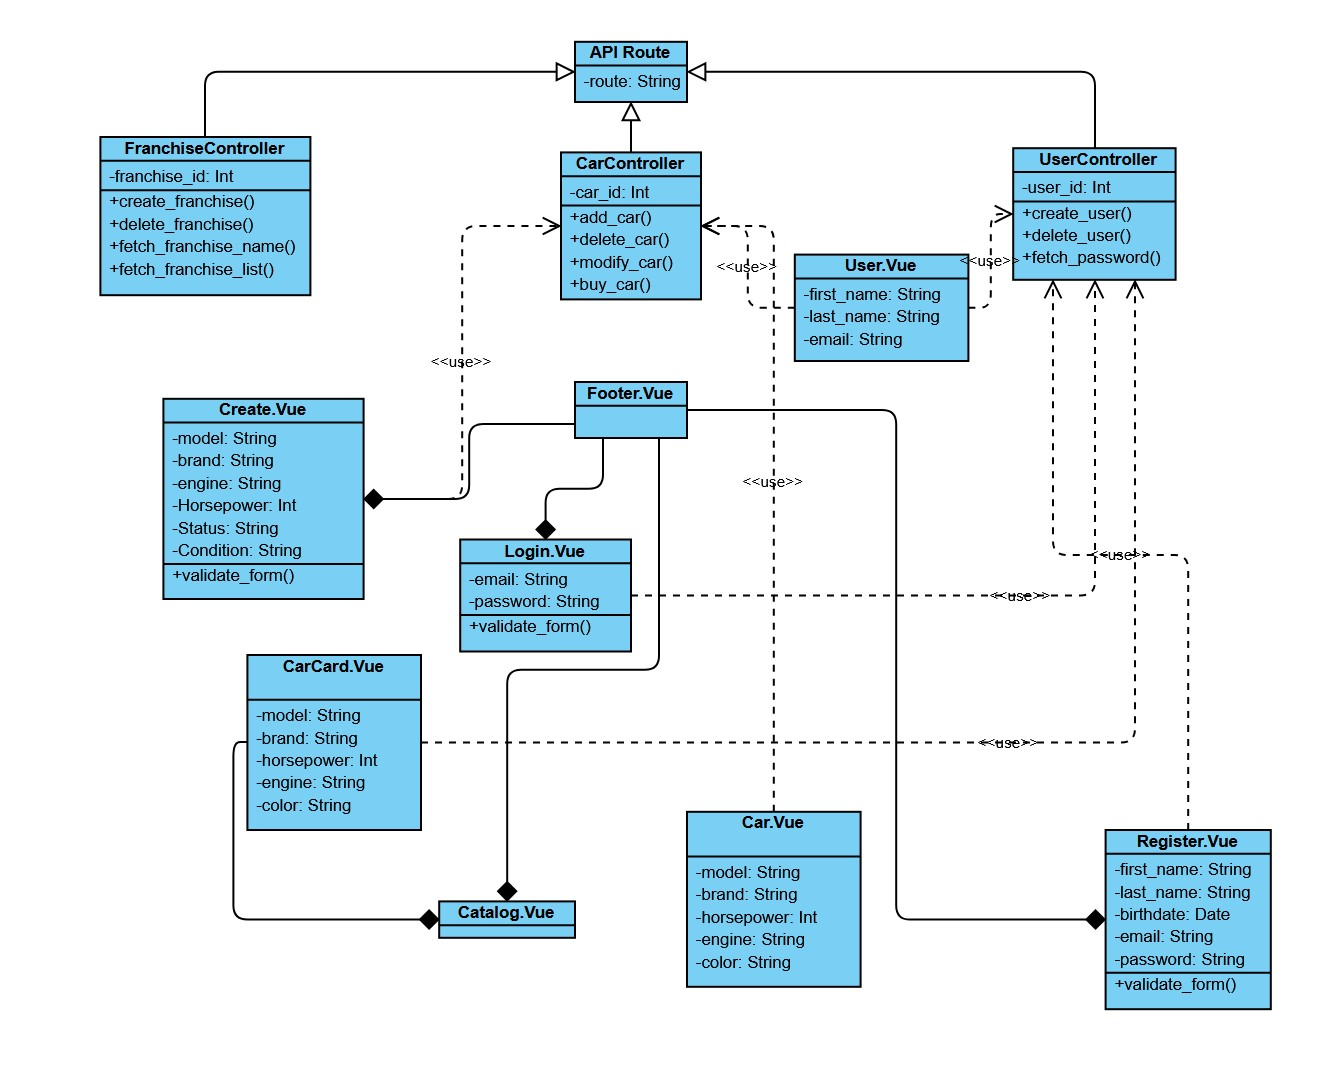 API Route
-route: String
FranchiseController
-franchise_id: Int
+create_franchise()
+delete_franchise()
+fetch_franchise_name()
+fetch_franchise_list()
CarController
-car_id: Int
+add_car()
+delete_car()
+modify_car()
+buy_car()
UserController
-user_id: Int
+create_user()
+delete_user()
+fetch_password()
<<use>>
<<use>>
User.Vue
-first_name: String
-last_name: String
-email: String
<<use>>
Footer.Vue
Create.Vue
-model: String
-brand: String
-engine: String
-Horsepower: Int
-Status: String
-Condition: String
+validate_form()
<<use>>
Login.Vue
-email: String
-password: String
+validate_form()
<<use>>
<<use>>
CarCard.Vue
-model: String
-brand: String
-horsepower: Int
-engine: String
-color: String
<<use>>
Car.Vue
-model: String
-brand: String
-horsepower: Int
-engine: String
-color: String
Register.Vue
-first_name: String
-last_name: String
-birthdate: Date
-email: String
-password: String
+validate_form()
Catalog.Vue